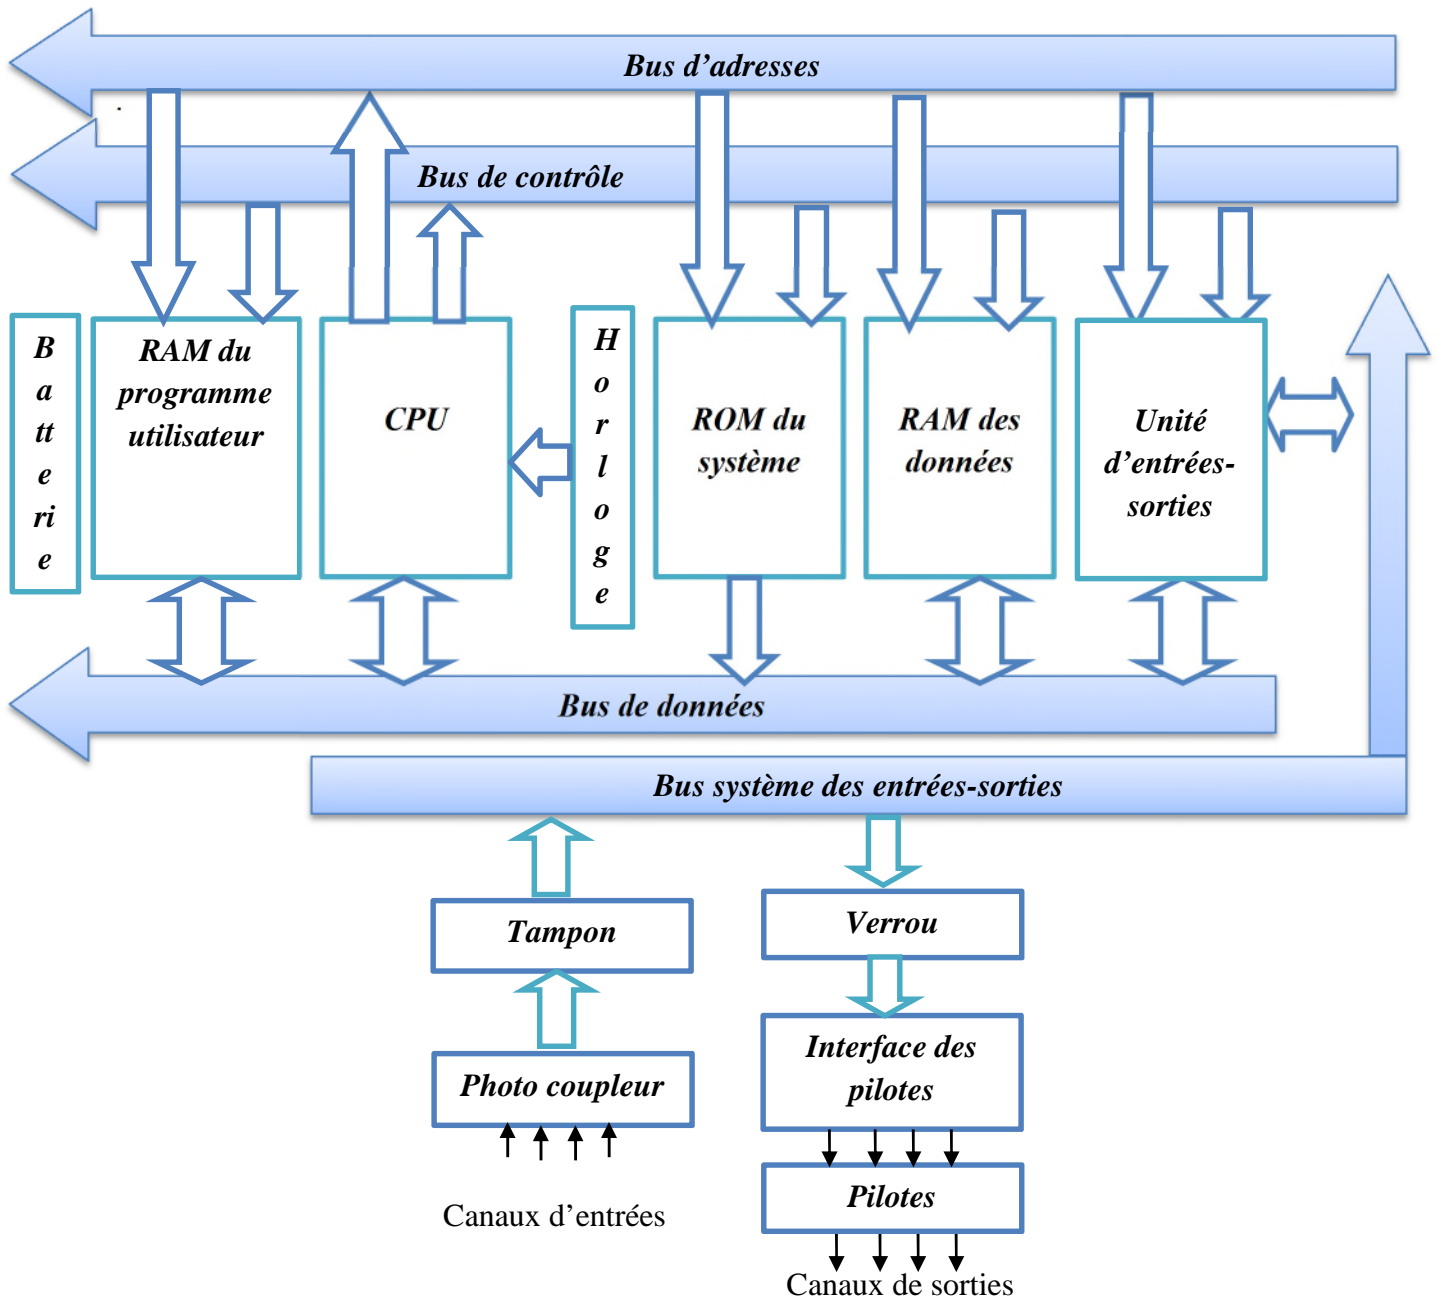 Bus d'adresses
.
Bus de contrôle
B
a
tt
e
ri
e
RAM du
programme
utilisateur
CPU
H
o
r
l
o
g
e
ROM du
système
RAM des
données
Unité
d'entrées-
sorties
Bus de données
Bus système des entrées-sorties
Tampon
Verrou
Photo coupleur
Interface des
pilotes
Canaux d'entrées
Pilotes
Canaux de sorties